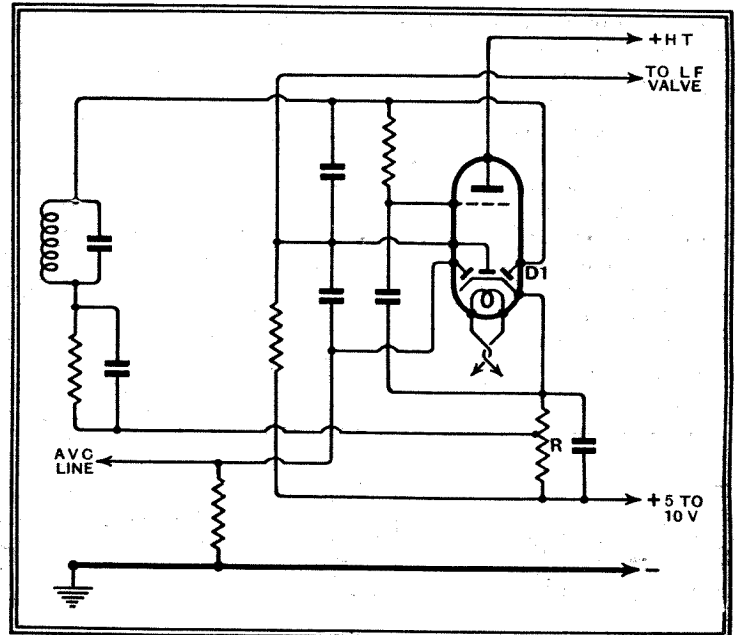 +HT
TO LF
VALVE
D1
R
AVC
LINE
+5 TO
10 V
-